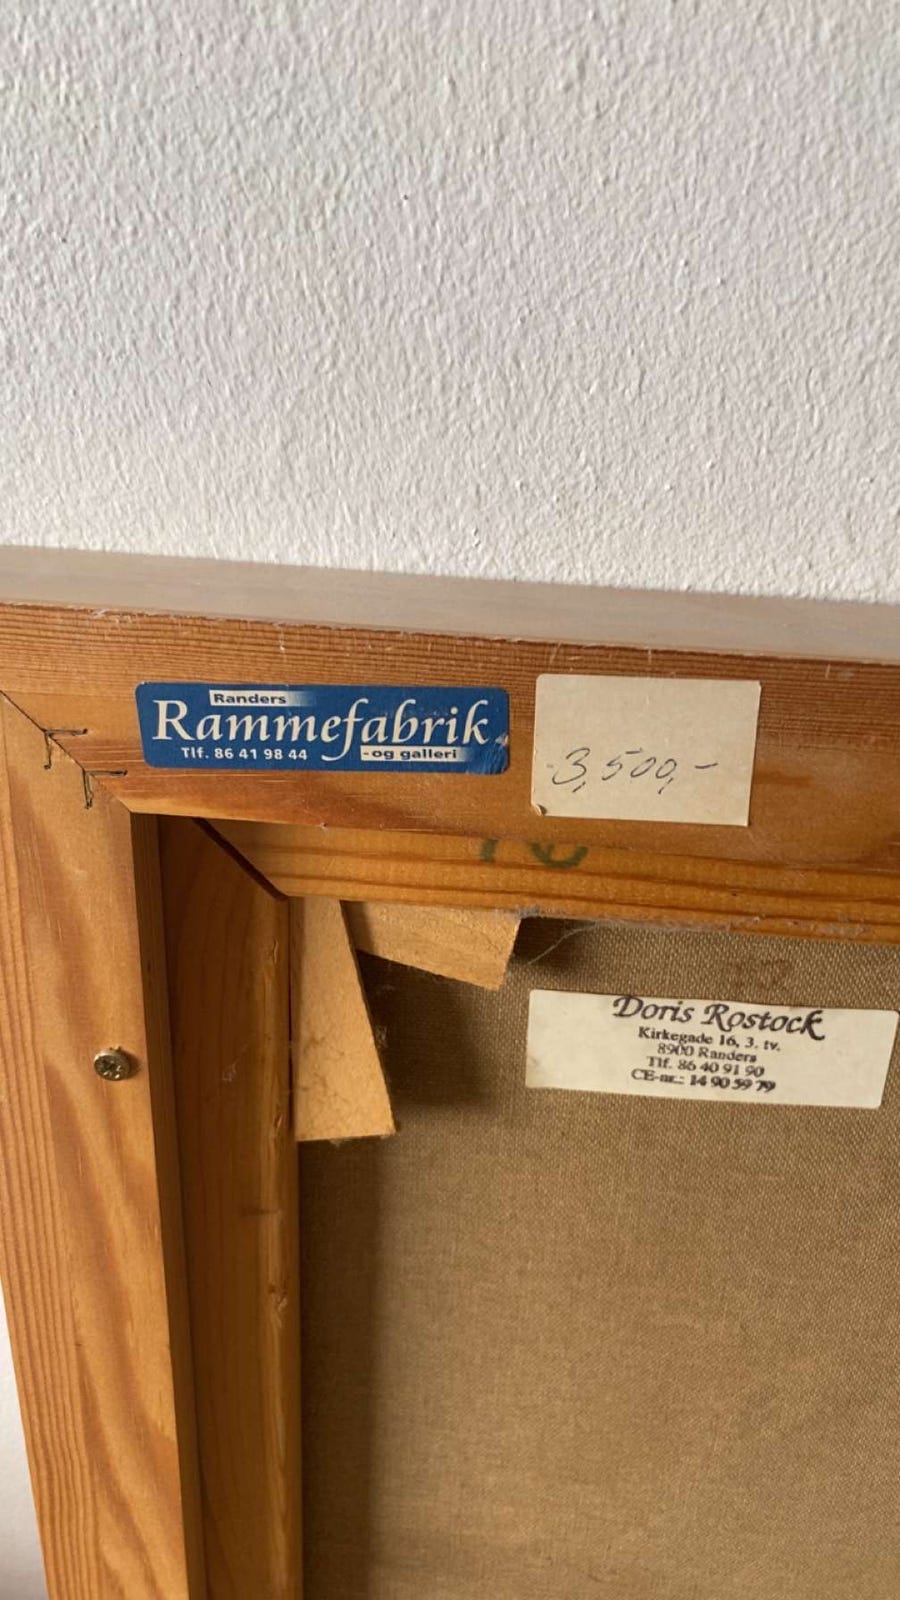 Randers
Rammefabrik
Tlf. 86 41 98 44 -og galleri
3,500,-
Doris Rostock
Kirkegade 16, 3. tv.
8900 Randers
Tlf. 86 40 91 90
CE-nr.: 14 90 59 79